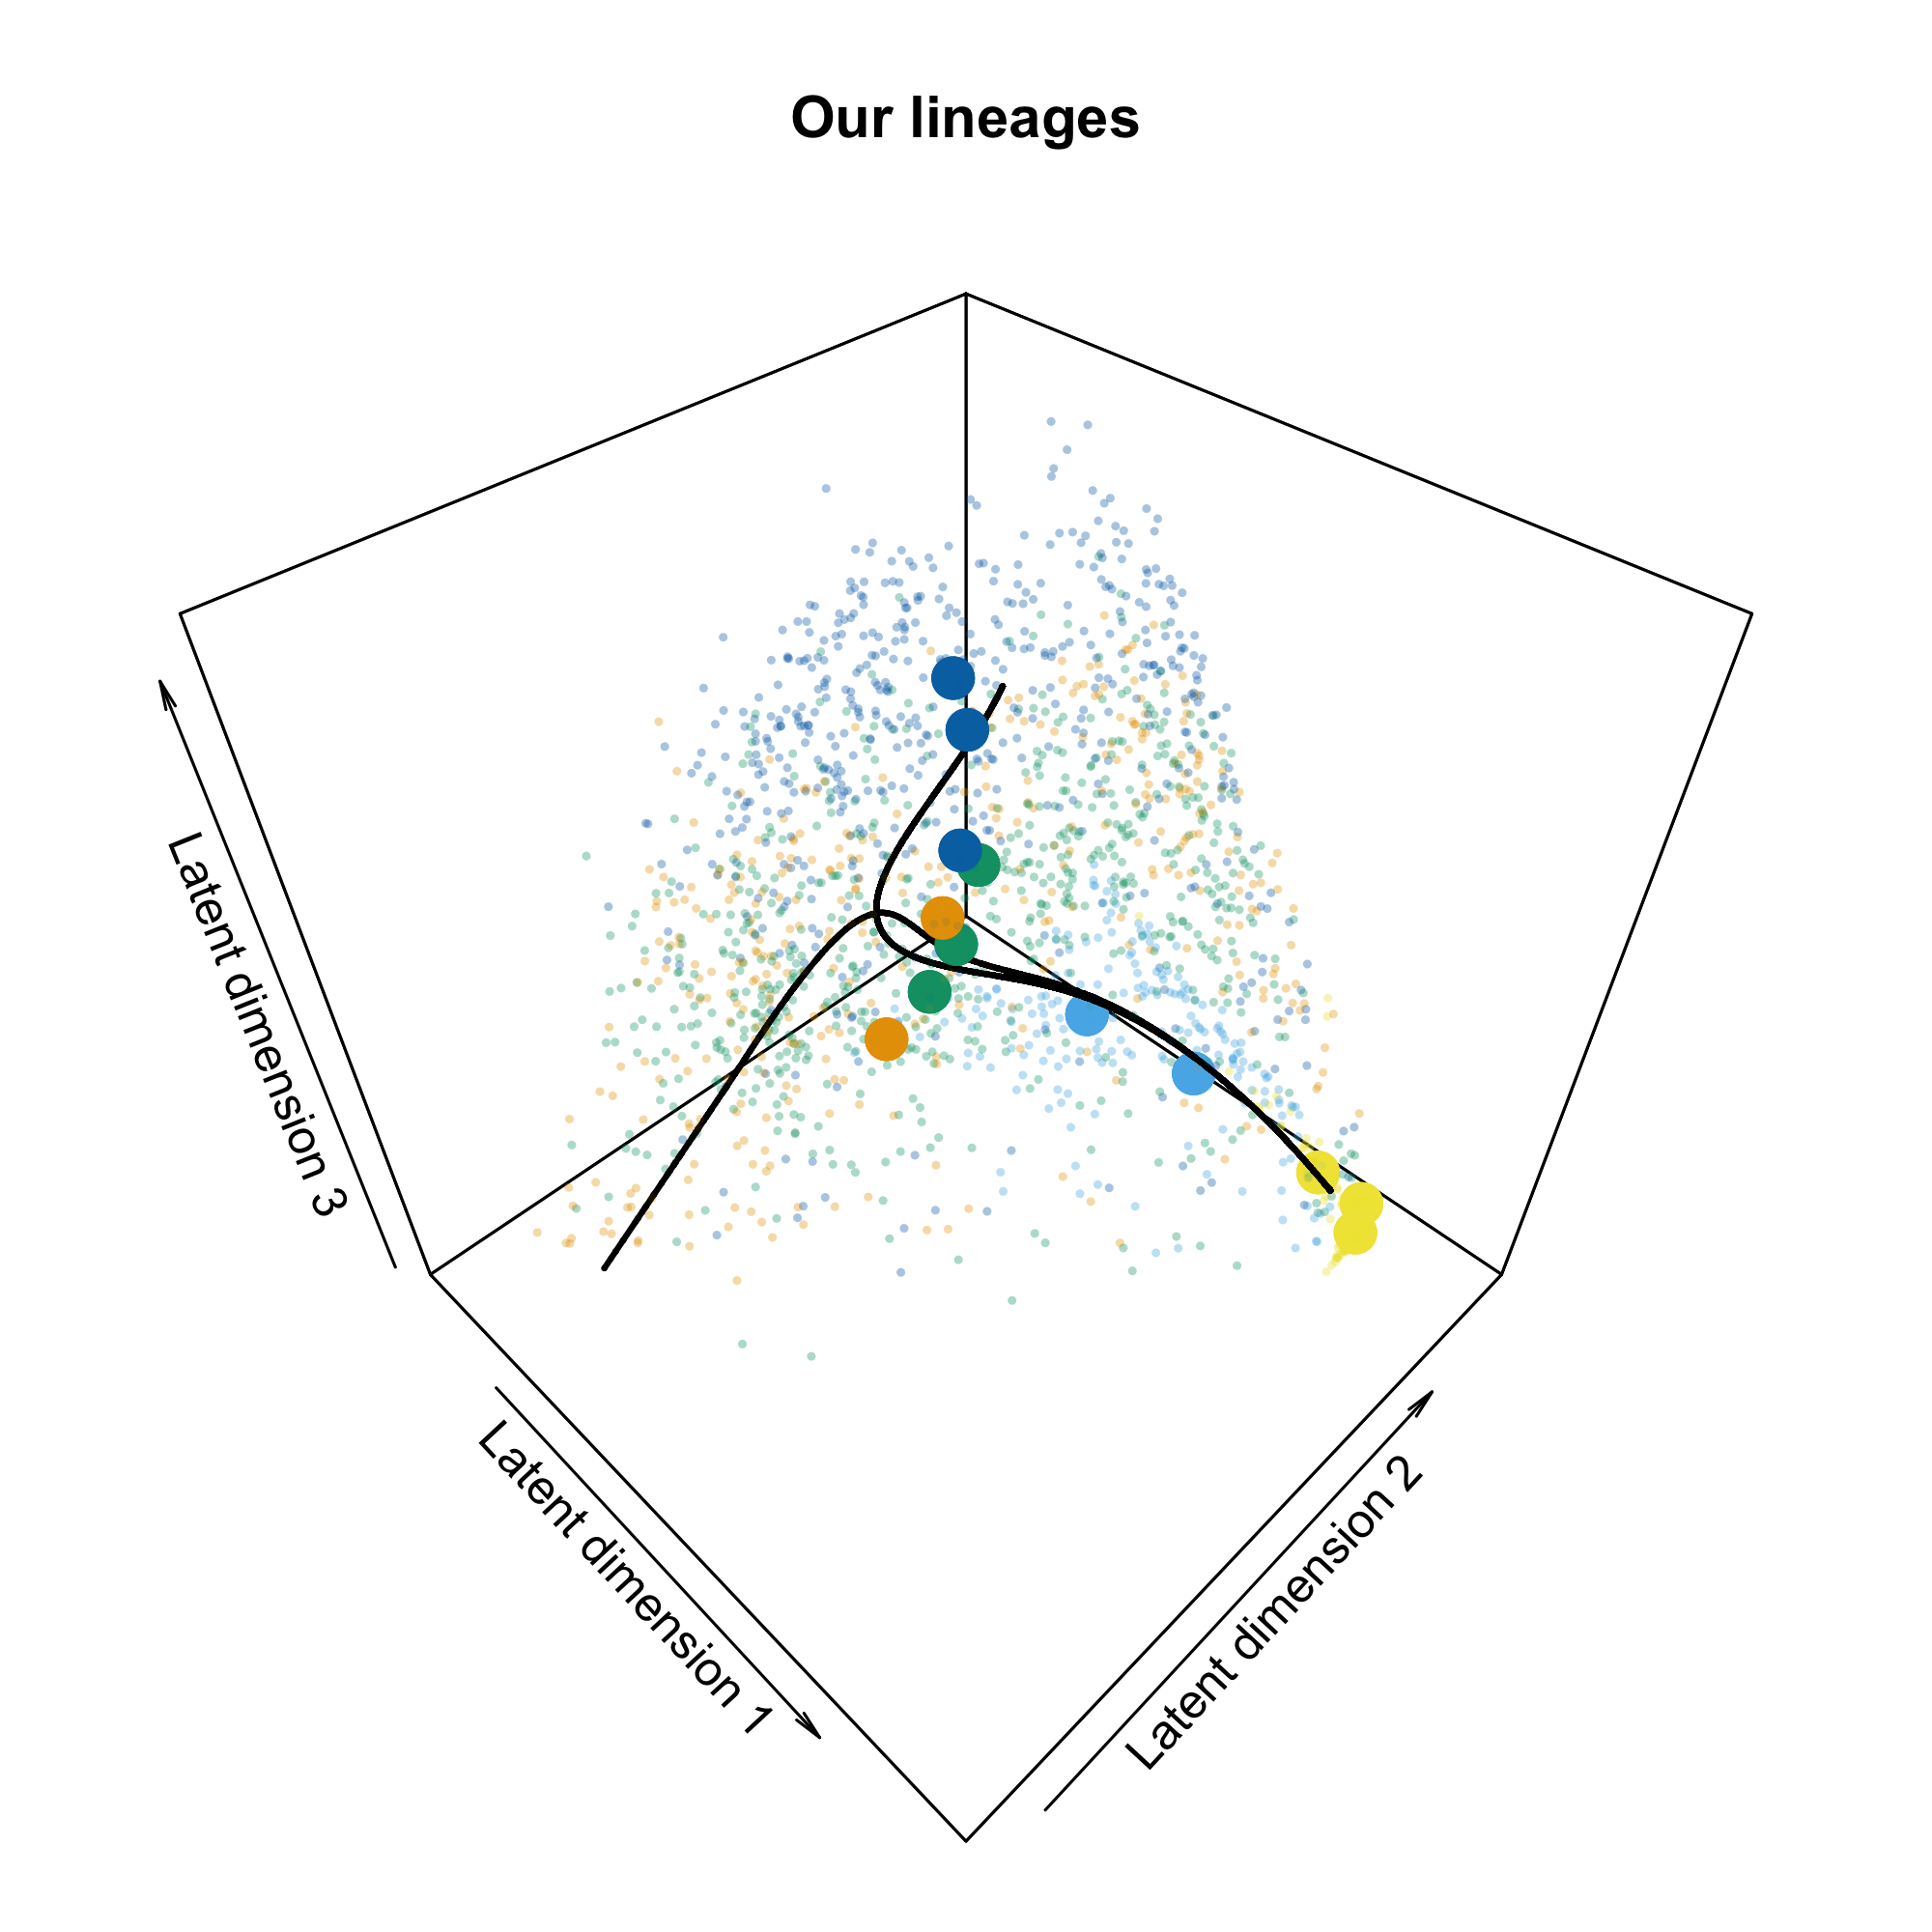 Our lineages
Latent dimension 3
Latent dimension 1
Latent dimension 2